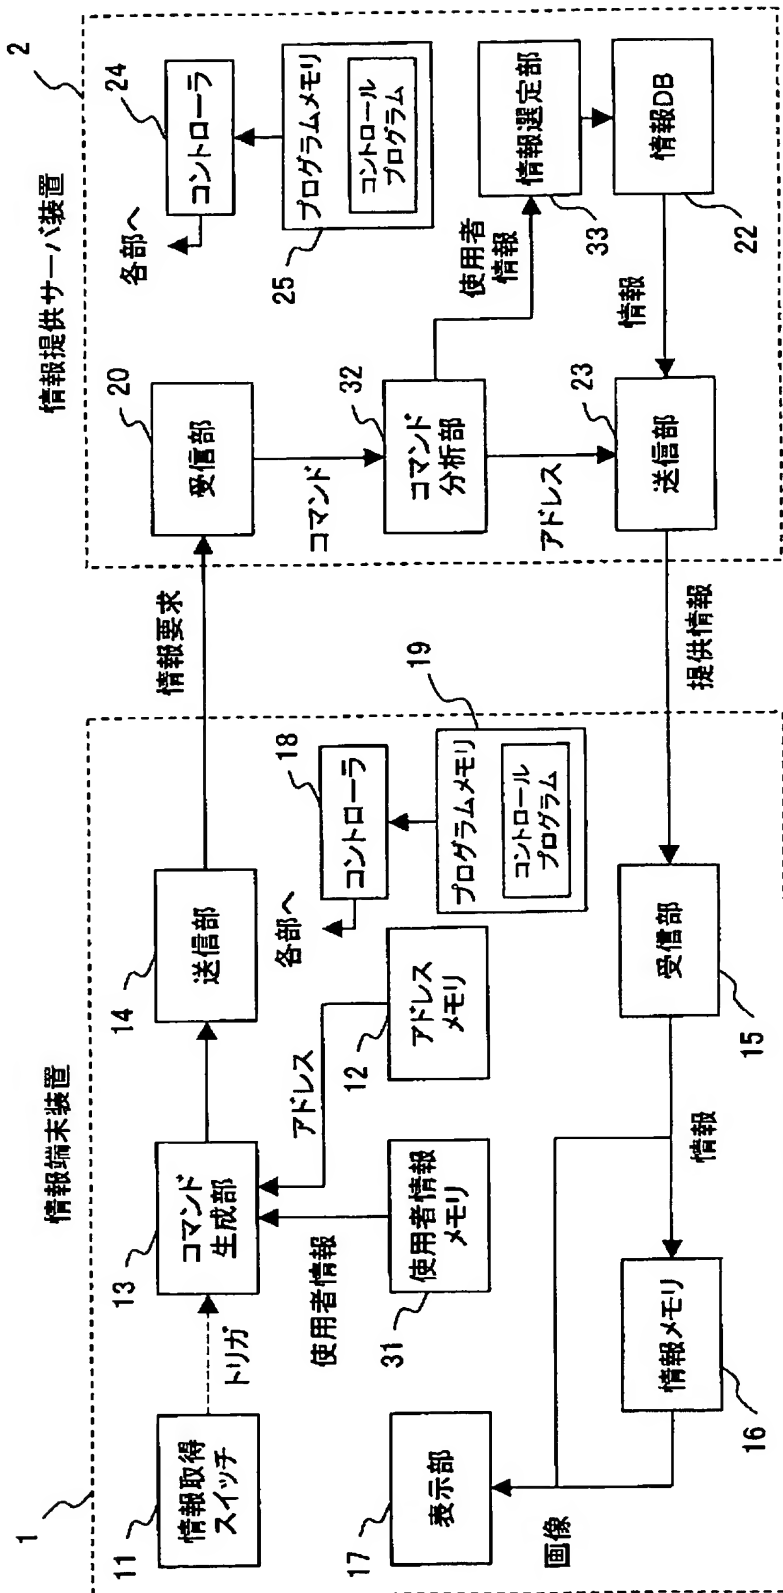 情報端末装置
1
11
情報取得
スイッチ
トリガ
13
コマンド
生成部
14
送信部
情報要求
使用者情報
31
使用者情報
メモリ
アドレス
12
アドレス
メモリ
各部へ
18
コントローラ
19
プログラムメモリ
コントロール
プログラム
17
表示部
画像
16
情報メモリ
情報
15
受信部
提供情報
情報提供サーバ装置
2
20
受信部
コマンド
32
コマンド
分析部
アドレス
23
送信部
各部へ
24
コントローラ
25
プログラムメモリ
コントロール
プログラム
使用者
情報
33
情報選定部
22
情報DB
情報